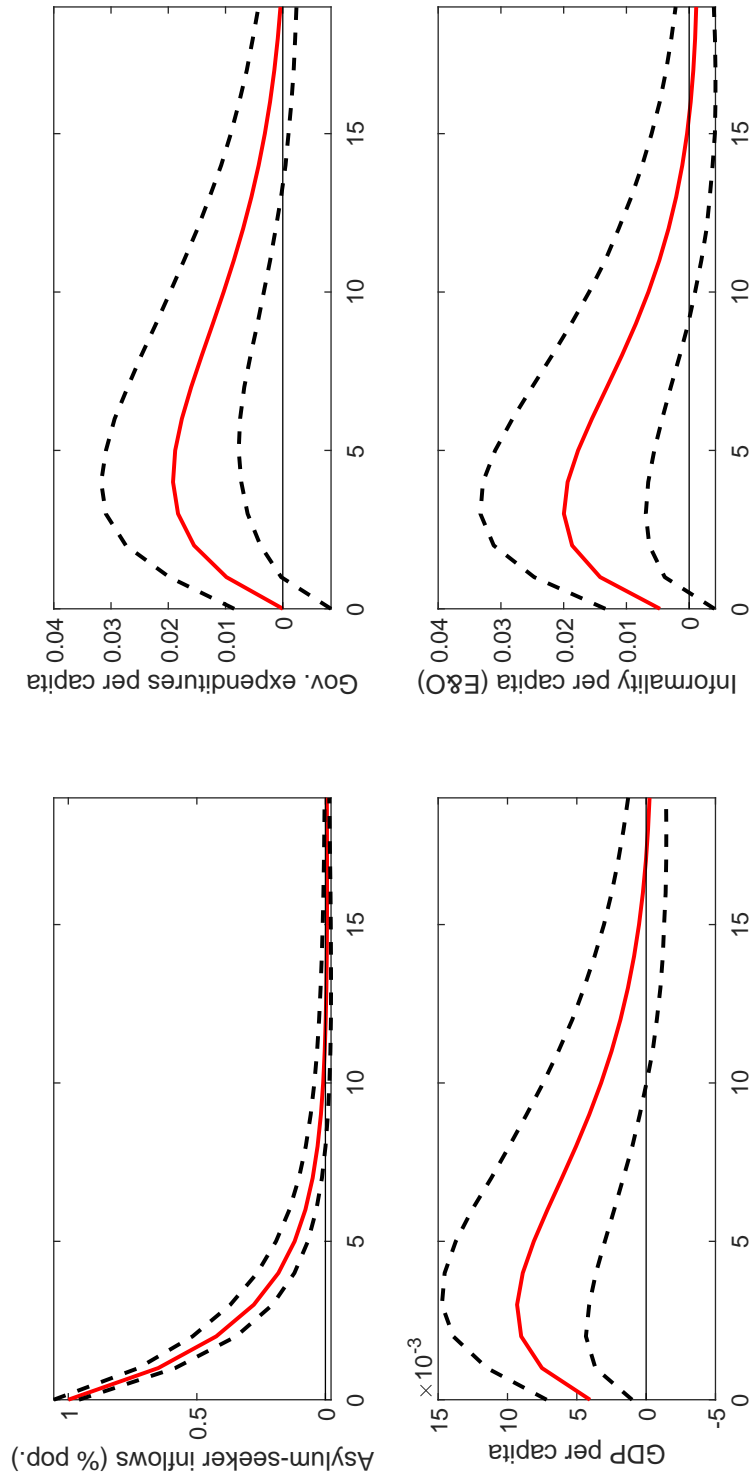 Asylum-seeker inflows (% pop.)
1
0.5
0
0 5 10 15
Gov. expenditures per capita
0.04
0.03
0.02
0.01
0
0 5 10 15
GDP per capita
×10⁻³
15
10
5
0
-5
0 5 10 15
Informality per capita (E&O)
0.04
0.03
0.02
0.01
0
0 5 10 15